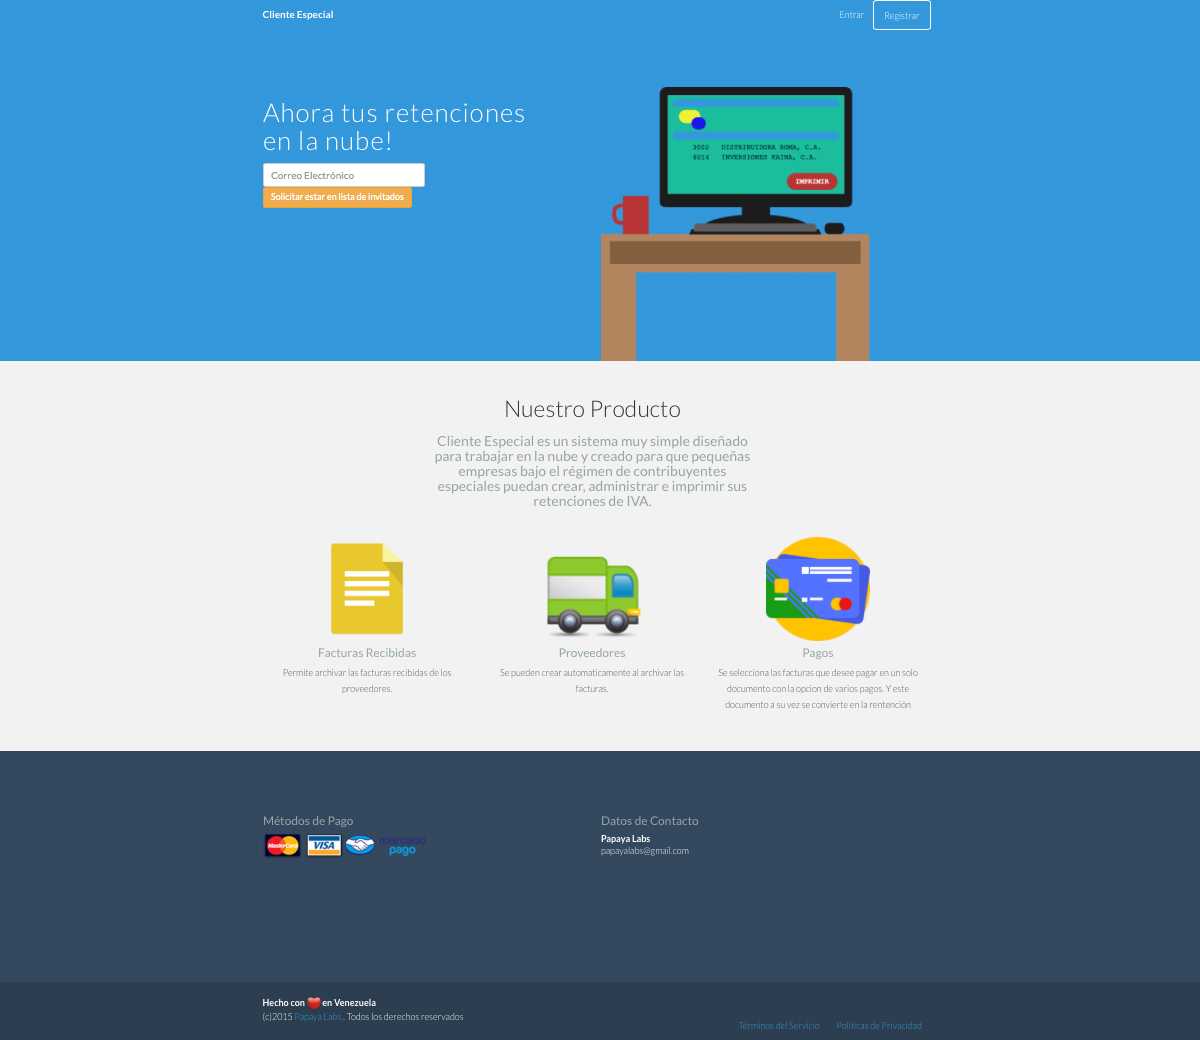 Cliente Especial
Entrar
Registrar
Ahora tus retenciones
en la nube!
Correo Electrónico
Solicitar estar en lista de invitados
3002 DISTRIBUIDORA ROMA, C.A.
6014 INVERSIONES KAINA, C.A.
IMPRIMIR
Nuestro Producto
Cliente Especial es un sistema muy simple diseñado
para trabajar en la nube y creado para que pequeñas
empresas bajo el régimen de contribuyentes
especiales puedan crear, administrar e imprimir sus
retenciones de IVA.
Facturas Recibidas
Permite archivar las facturas recibidas de los
proveedores.
Proveedores
Se pueden crear automaticamente al archivar las
facturas.
Pagos
Se selecciona las facturas que desee pagar en un solo
documento con la opcion de varios pagos. Y este
documento a su vez se convierte en la rentención
Métodos de Pago
MasterCard
VISA
mercado
pago
Datos de Contacto
Papaya Labs
papayalabs@gmail.com
Hecho con ❤ en Venezuela
(c)2015 Papaya Labs . Todos los derechos reservados
Términos del Servicio
Políticas de Privacidad